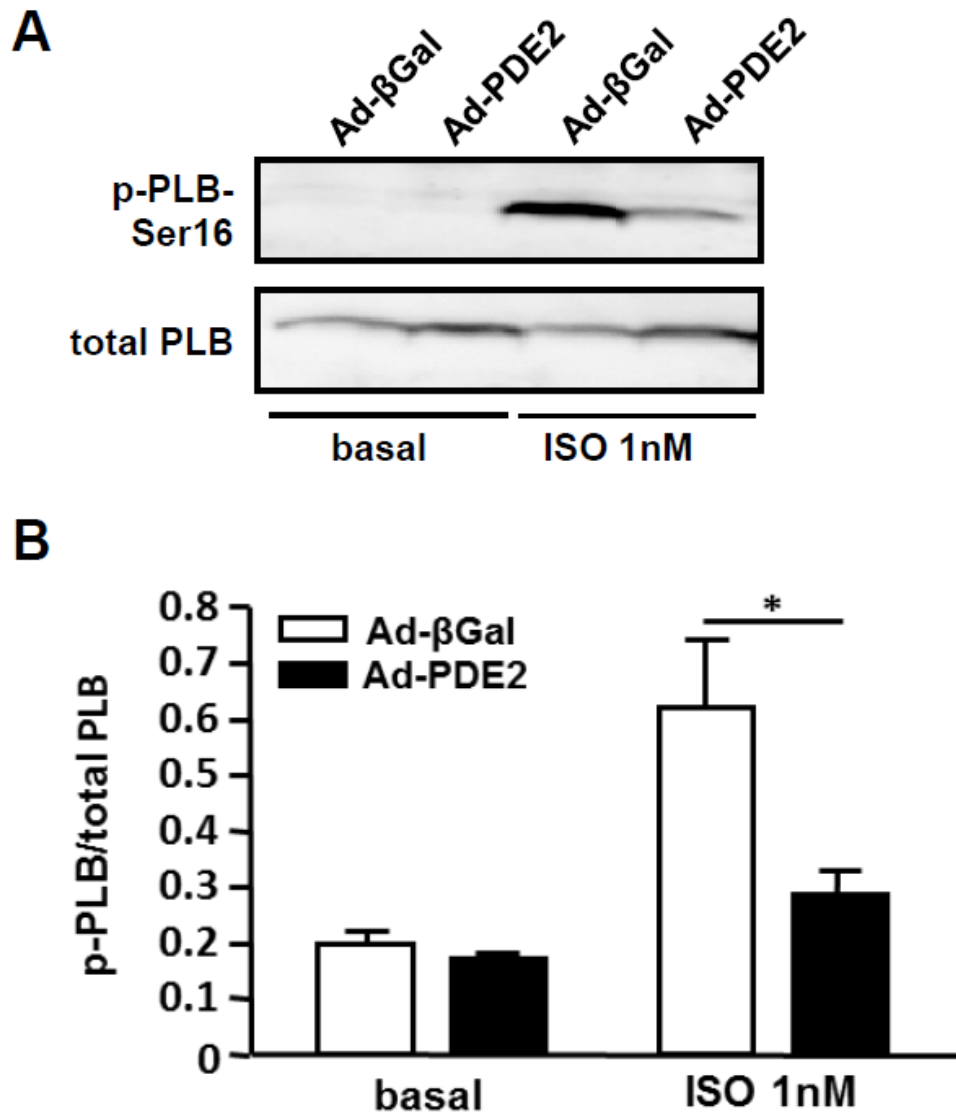 A
Ad-βGal
Ad-PDE2
Ad-βGal
Ad-PDE2
p-PLB-
Ser16
total PLB
basal
ISO 1nM
B
p-PLB/total PLB
0.8
0.7
0.6
0.5
0.4
0.3
0.2
0.1
0
Ad-βGal
Ad-PDE2
*
basal
ISO 1nM